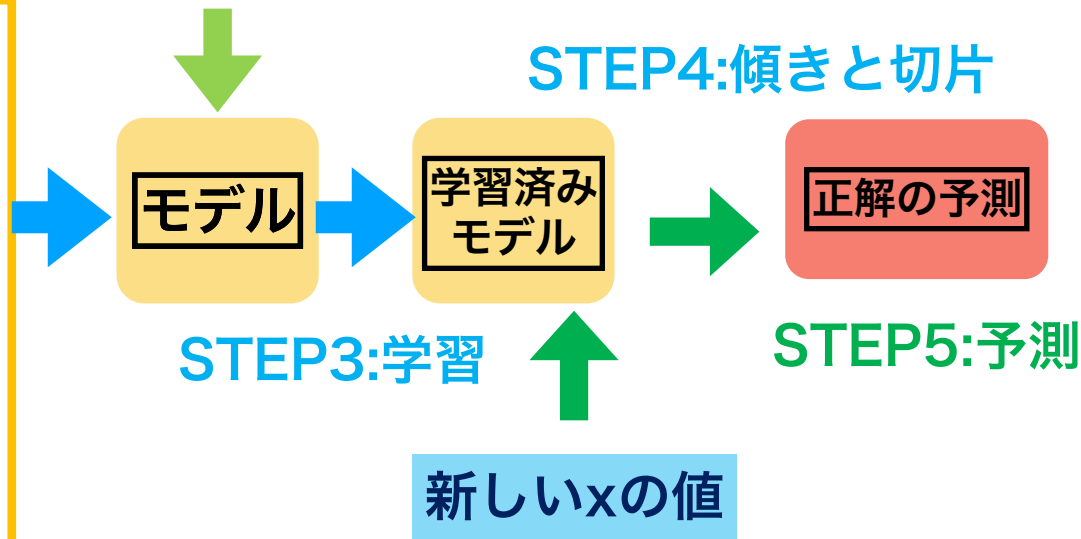 STEP4:傾きと切片
モデル
学習済み
モデル
正解の予測
STEP3:学習
STEP5:予測
新しいxの値